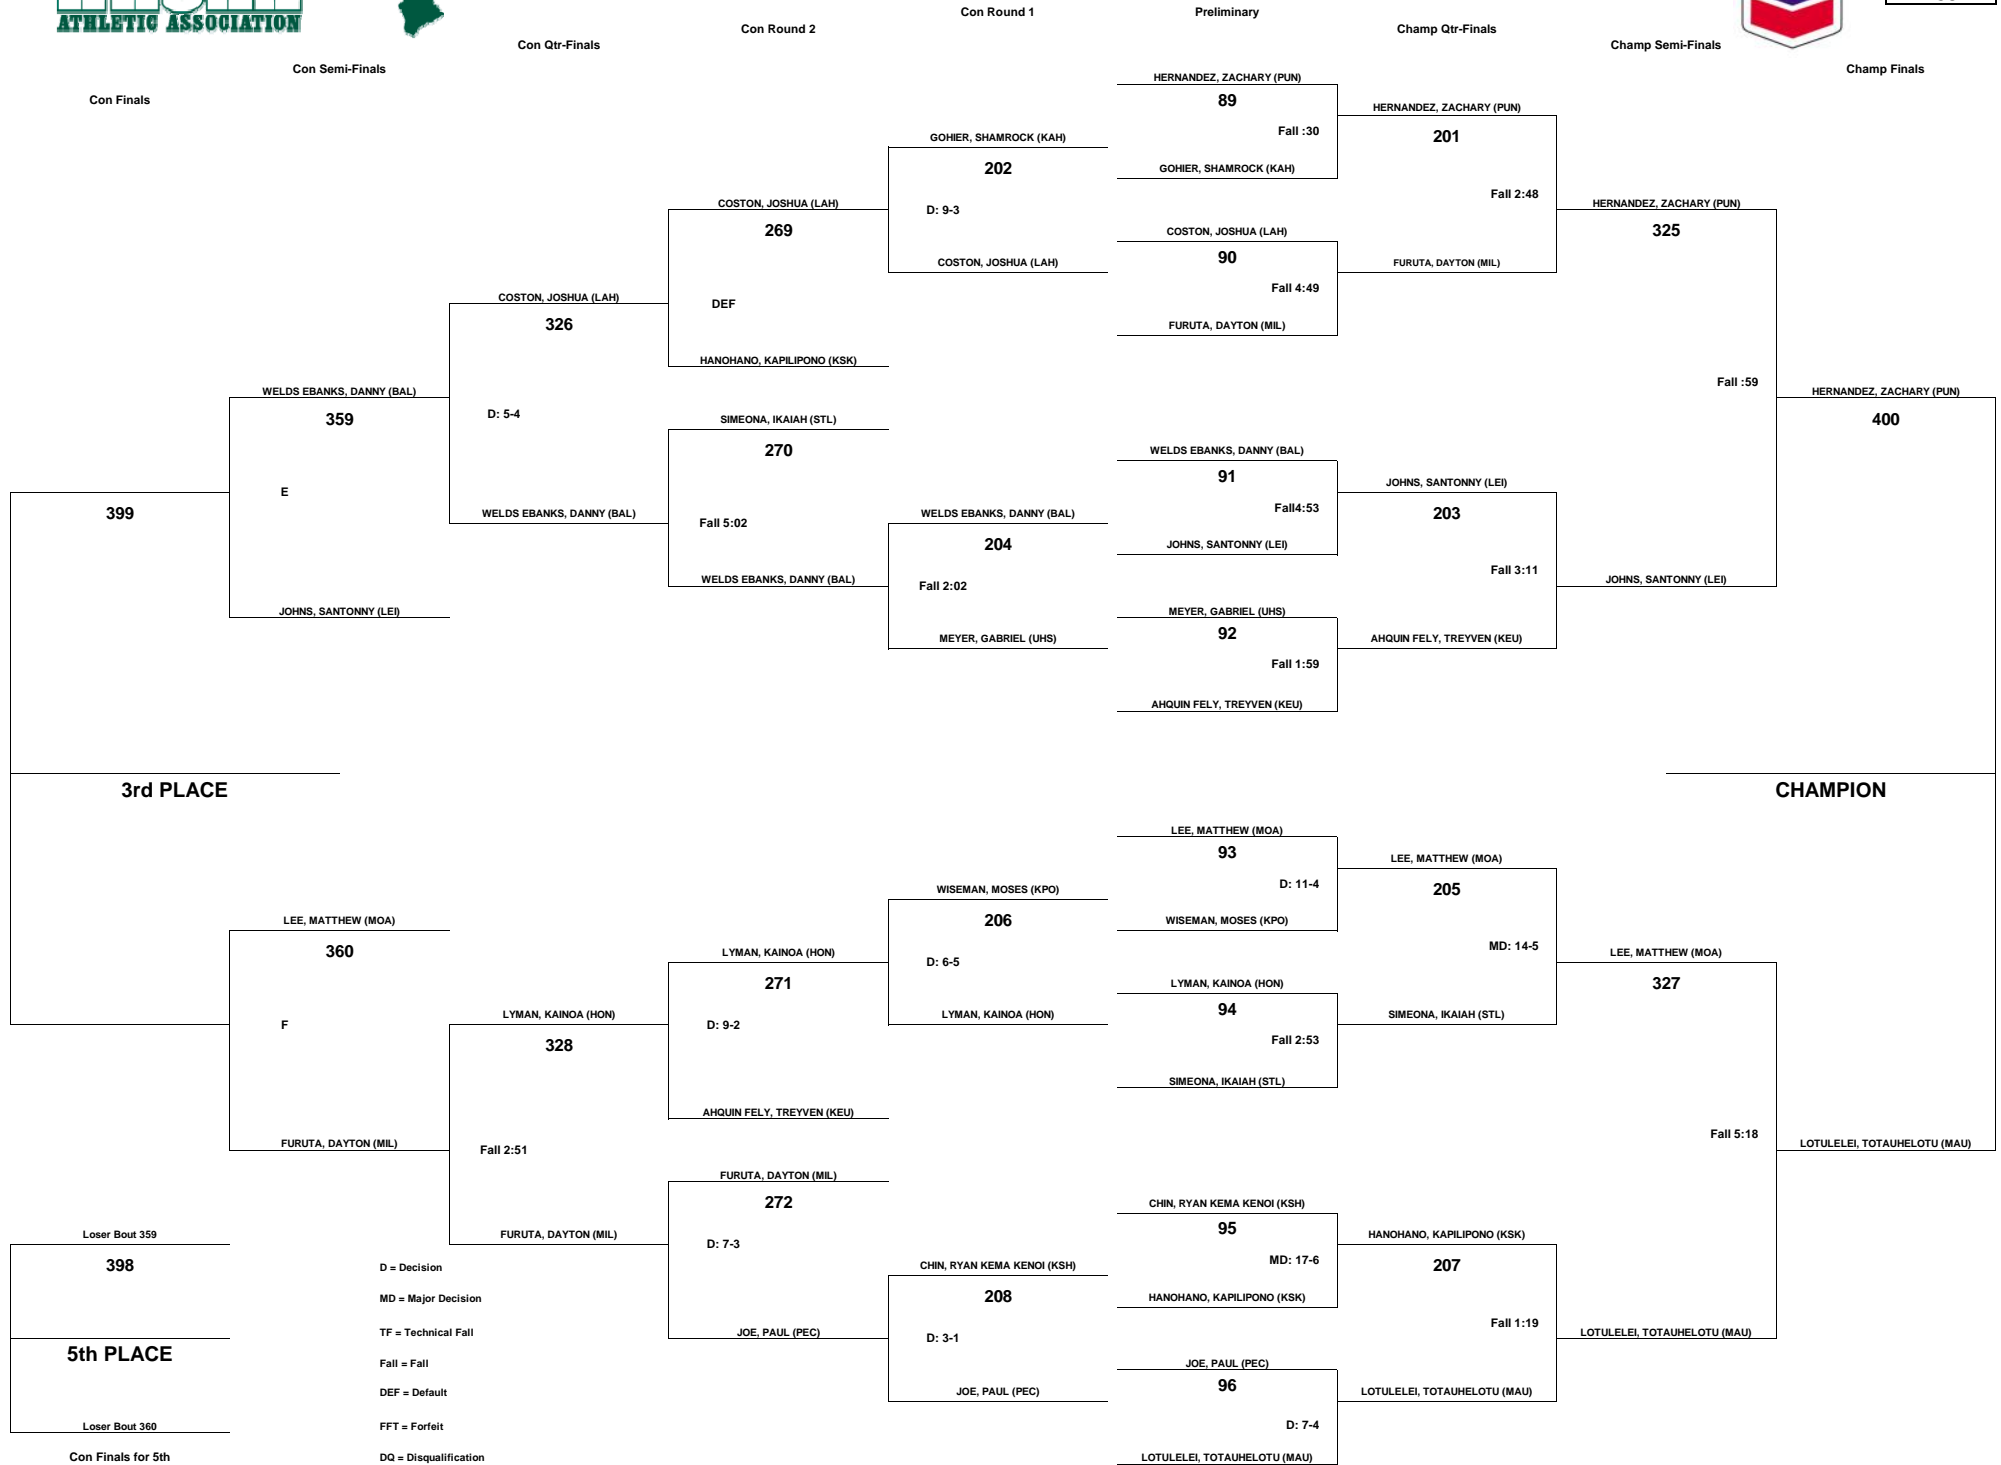 ATHLETIC ASSOCIATION
Con Finals
Con Semi-Finals
Con Qtr-Finals
Con Round 2
Con Round 1
Preliminary
Champ Qtr-Finals
Champ Semi-Finals
Champ Finals
HERNANDEZ, ZACHARY (PUN)
89
HERNANDEZ, ZACHARY (PUN)
Fall :30
GOHIER, SHAMROCK (KAH)
201
202
GOHIER, SHAMROCK (KAH)
Fall 2:48
COSTON, JOSHUA (LAH)
D: 9-3
HERNANDEZ, ZACHARY (PUN)
269
COSTON, JOSHUA (LAH)
325
COSTON, JOSHUA (LAH)
90
FURUTA, DAYTON (MIL)
Fall 4:49
COSTON, JOSHUA (LAH)
DEF
326
FURUTA, DAYTON (MIL)
HANOHANO, KAPILIPONO (KSK)
Fall :59
WELDS EBANKS, DANNY (BAL)
HERNANDEZ, ZACHARY (PUN)
359
D: 5-4
SIMEONA, IKAIAH (STL)
400
270
WELDS EBANKS, DANNY (BAL)
91
JOHNS, SANTONNY (LEI)
E
Fall4:53
399
WELDS EBANKS, DANNY (BAL)
Fall 5:02
WELDS EBANKS, DANNY (BAL)
203
204
JOHNS, SANTONNY (LEI)
Fall 3:11
WELDS EBANKS, DANNY (BAL)
Fall 2:02
JOHNS, SANTONNY (LEI)
JOHNS, SANTONNY (LEI)
MEYER, GABRIEL (UHS)
92
MEYER, GABRIEL (UHS)
AHQUIN FELY, TREYVEN (KEU)
Fall 1:59
AHQUIN FELY, TREYVEN (KEU)
3rd PLACE
CHAMPION
LEE, MATTHEW (MOA)
93
LEE, MATTHEW (MOA)
D: 11-4
WISEMAN, MOSES (KPO)
205
LEE, MATTHEW (MOA)
206
WISEMAN, MOSES (KPO)
360
MD: 14-5
LYMAN, KAINOA (HON)
D: 6-5
LEE, MATTHEW (MOA)
271
LYMAN, KAINOA (HON)
327
94
F
LYMAN, KAINOA (HON)
D: 9-2
LYMAN, KAINOA (HON)
SIMEONA, IKAIAH (STL)
328
Fall 2:53
SIMEONA, IKAIAH (STL)
AHQUIN FELY, TREYVEN (KEU)
Fall 5:18
FURUTA, DAYTON (MIL)
Fall 2:51
LOTULELEI, TOTAUHELOTU (MAU)
FURUTA, DAYTON (MIL)
272
CHIN, RYAN KEMA KENOI (KSH)
95
Loser Bout 359
FURUTA, DAYTON (MIL)
D: 7-3
HANOHANO, KAPILIPONO (KSK)
398
D = Decision
CHIN, RYAN KEMA KENOI (KSH)
MD: 17-6
207
MD = Major Decision
208
HANOHANO, KAPILIPONO (KSK)
Fall 1:19
TF = Technical Fall
JOE, PAUL (PEC)
D: 3-1
LOTULELEI, TOTAUHELOTU (MAU)
5th PLACE
Fall = Fall
JOE, PAUL (PEC)
96
DEF = Default
JOE, PAUL (PEC)
LOTULELEI, TOTAUHELOTU (MAU)
Loser Bout 360
FFT = Forfeit
D: 7-4
Con Finals for 5th
DQ = Disqualification
LOTULELEI, TOTAUHELOTU (MAU)